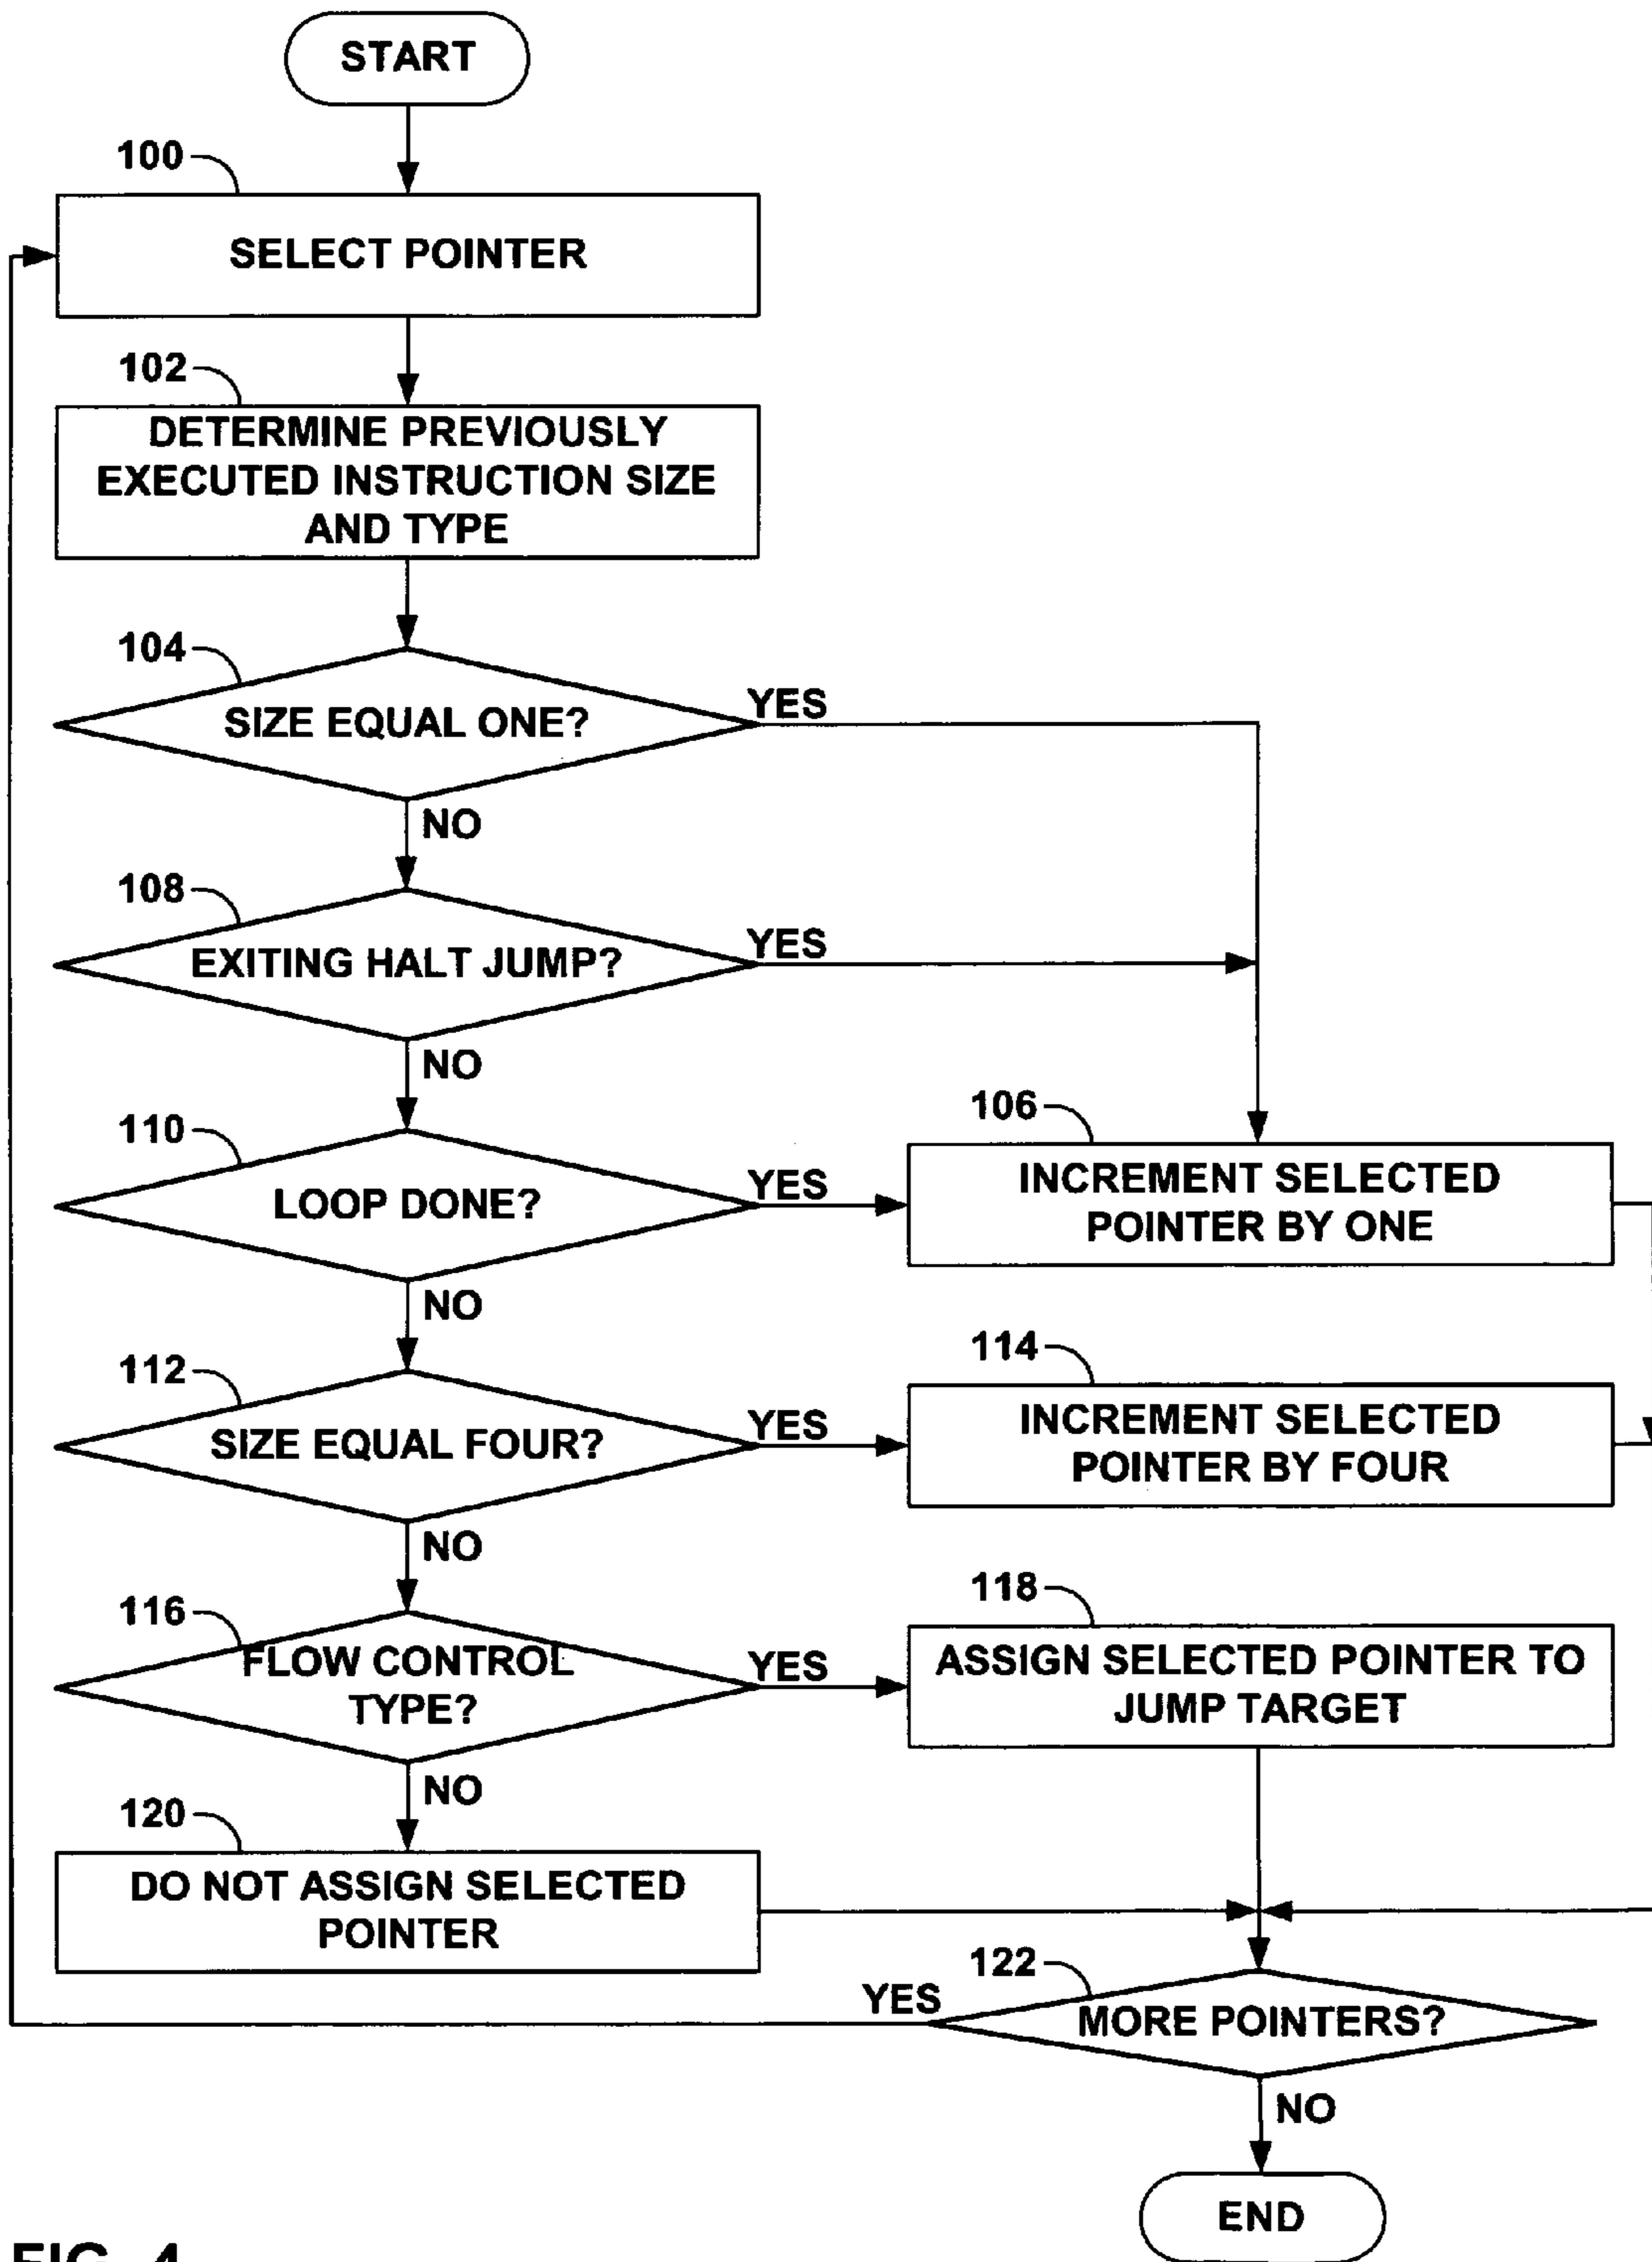 START
100
SELECT POINTER
102
DETERMINE PREVIOUSLY
EXECUTED INSTRUCTION SIZE
AND TYPE
104
SIZE EQUAL ONE?
YES
NO
108
EXITING HALT JUMP?
YES
NO
110
LOOP DONE?
YES
106
INCREMENT SELECTED
POINTER BY ONE
NO
112
SIZE EQUAL FOUR?
YES
114
INCREMENT SELECTED
POINTER BY FOUR
NO
116
FLOW CONTROL
TYPE?
YES
118
ASSIGN SELECTED POINTER TO
JUMP TARGET
NO
120
DO NOT ASSIGN SELECTED
POINTER
122
MORE POINTERS?
YES
NO
END
FIG. 4